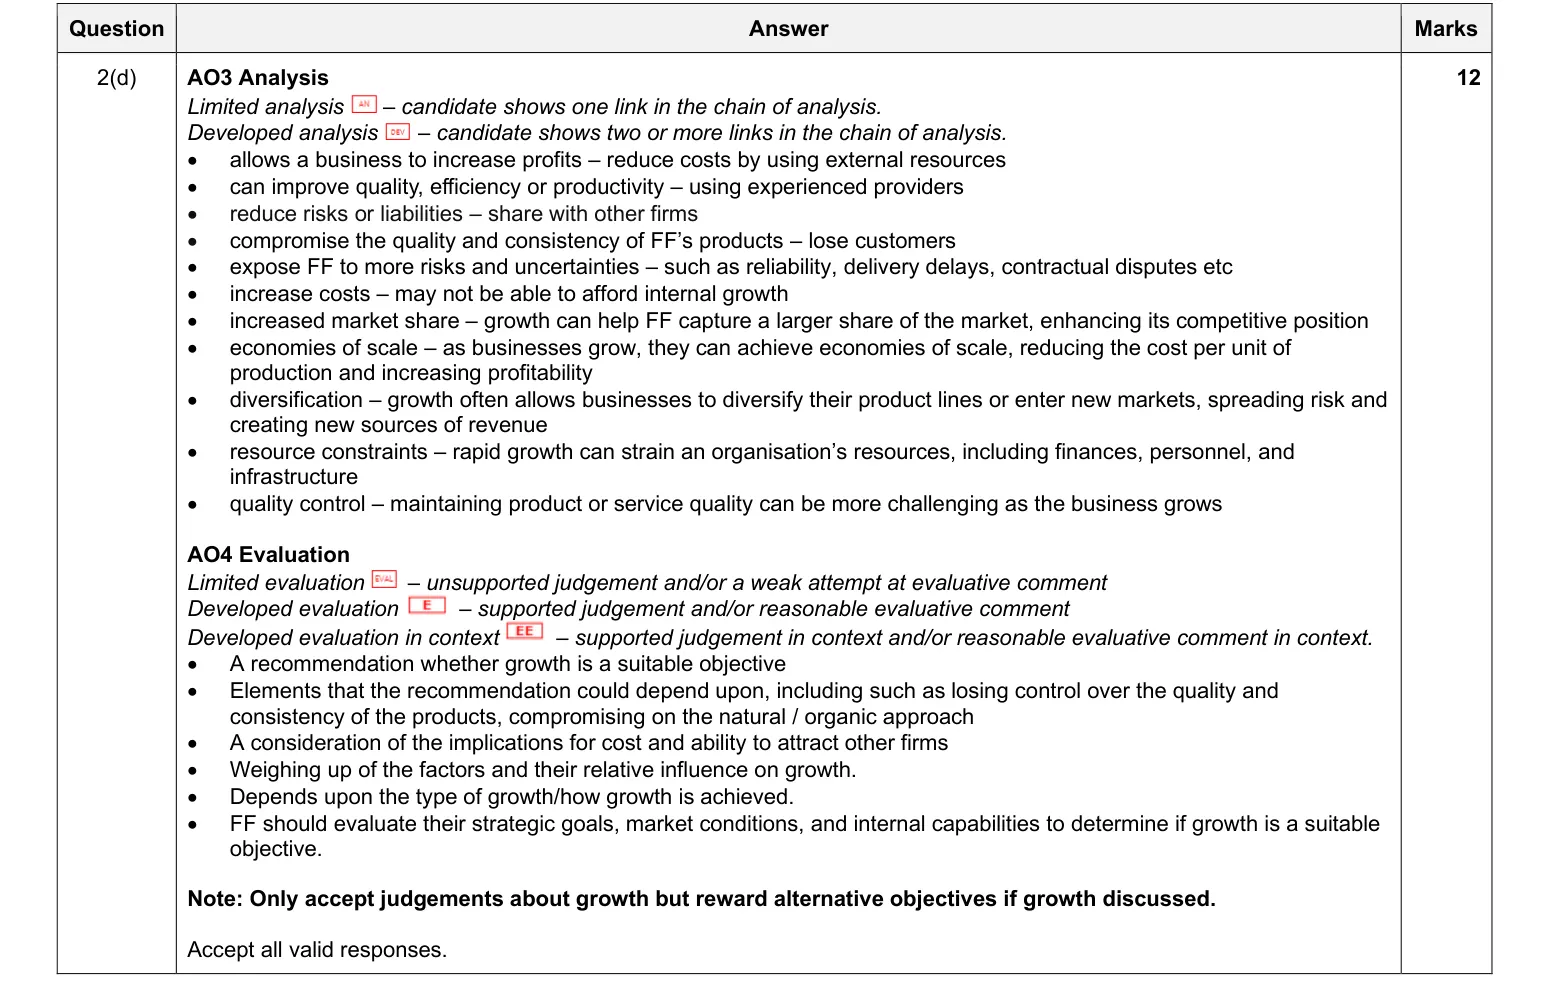 Question Answer Marks
2(d) AO3 Analysis 12
Limited analysis AN – candidate shows one link in the chain of analysis.
Developed analysis DEV – candidate shows two or more links in the chain of analysis.
• allows a business to increase profits – reduce costs by using external resources
• can improve quality, efficiency or productivity – using experienced providers
• reduce risks or liabilities – share with other firms
• compromise the quality and consistency of FF's products – lose customers
• expose FF to more risks and uncertainties – such as reliability, delivery delays, contractual disputes etc
• increase costs – may not be able to afford internal growth
• increased market share – growth can help FF capture a larger share of the market, enhancing its competitive position
• economies of scale – as businesses grow, they can achieve economies of scale, reducing the cost per unit of
production and increasing profitability
• diversification – growth often allows businesses to diversify their product lines or enter new markets, spreading risk and
creating new sources of revenue
• resource constraints – rapid growth can strain an organisation's resources, including finances, personnel, and
infrastructure
• quality control – maintaining product or service quality can be more challenging as the business grows
AO4 Evaluation
Limited evaluation EVAL – unsupported judgement and/or a weak attempt at evaluative comment
Developed evaluation E – supported judgement and/or reasonable evaluative comment
Developed evaluation in context EE – supported judgement in context and/or reasonable evaluative comment in context.
• A recommendation whether growth is a suitable objective
• Elements that the recommendation could depend upon, including such as losing control over the quality and
consistency of the products, compromising on the natural / organic approach
• A consideration of the implications for cost and ability to attract other firms
• Weighing up of the factors and their relative influence on growth.
• Depends upon the type of growth/how growth is achieved.
• FF should evaluate their strategic goals, market conditions, and internal capabilities to determine if growth is a suitable
objective.
Note: Only accept judgements about growth but reward alternative objectives if growth discussed.
Accept all valid responses.